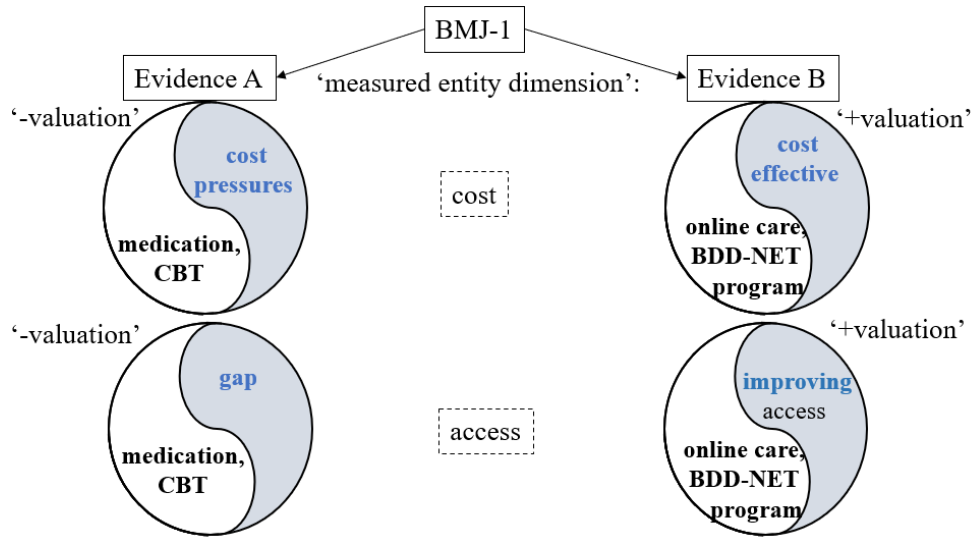 BMJ-1
Evidence A
‘measured entity dimension’:
Evidence B
‘-valuation’
‘+valuation’
cost
pressures
medication,
CBT
cost
cost
effective
online care,
BDD-NET
program
‘-valuation’
‘+valuation’
gap
medication,
CBT
access
improving
access
online care,
BDD-NET
program